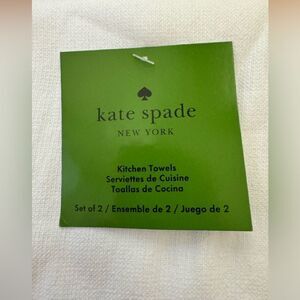 kate spade
NEW YORK
Kitchen Towels
Serviettes de Cuisine
Toallas de Cocina
Set of 2 / Ensemble de 2 / Juego de 2